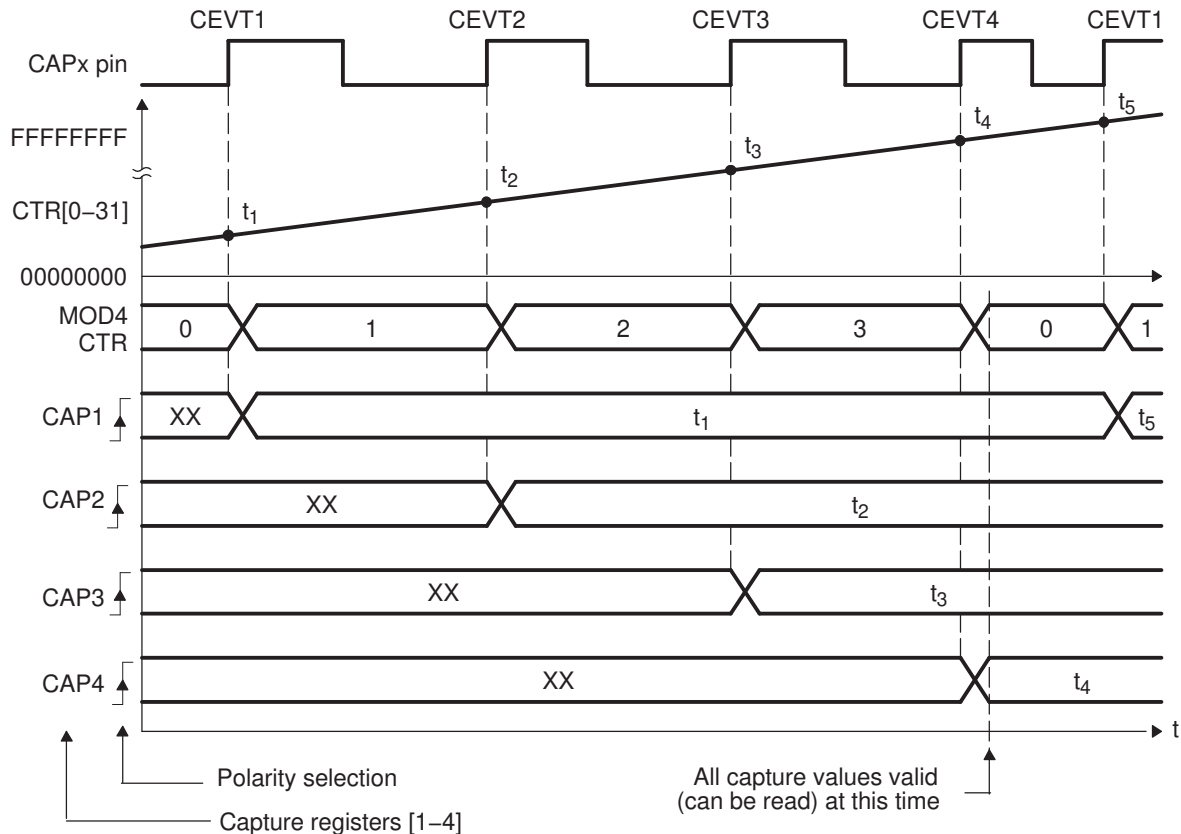 CEVT1 CEVT2 CEVT3 CEVT4 CEVT1
CAPx pin
FFFFFFFF
t5
t4
t3
t2
CTR[0–31]
t1
00000000
MOD4
CTR
0 1 2 3 0 1
CAP1 XX t1 t5
CAP2 XX t2
CAP3 XX t3
CAP4 XX t4
t
Polarity selection
Capture registers [1–4]
All capture values valid
(can be read) at this time